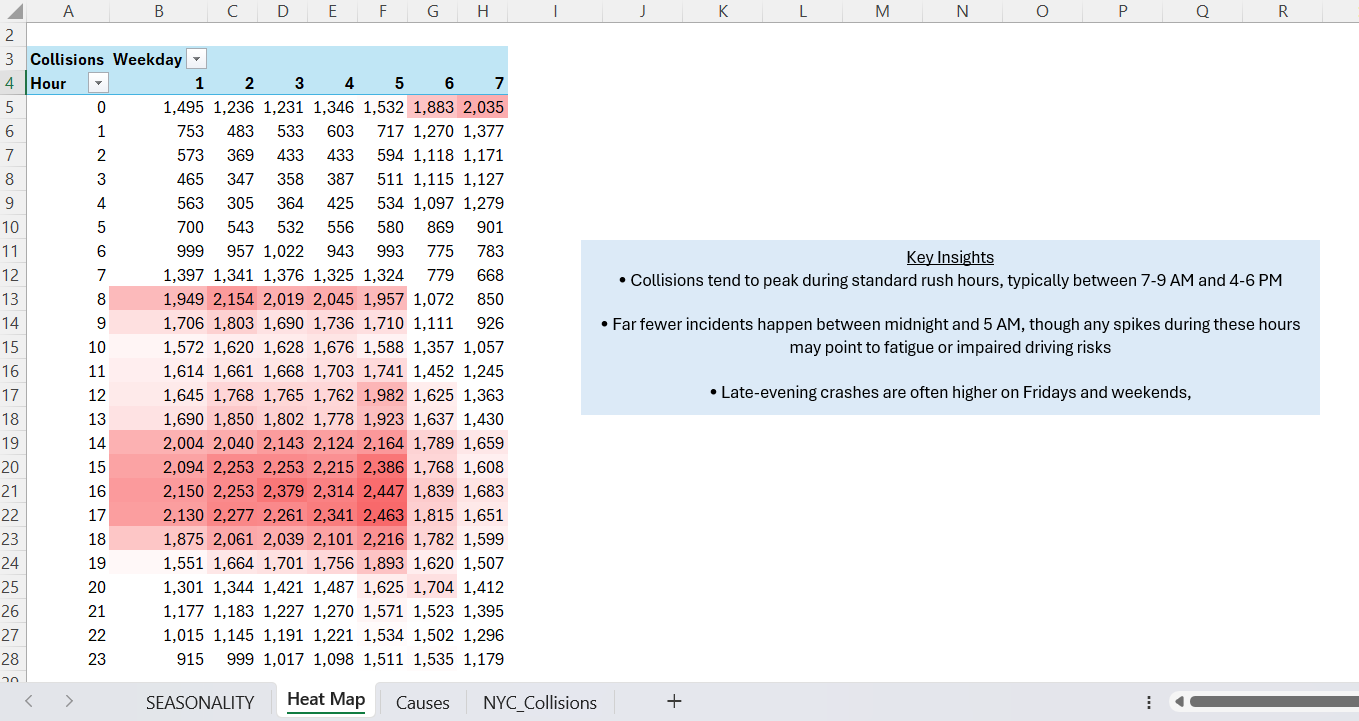 A B C D E F G H I J K L M N O P Q R
2
3 Collisions Weekday
4 Hour 1 2 3 4 5 6 7
5 0 1,495 1,236 1,231 1,346 1,532 1,883 2,035
6 1 753 483 533 603 717 1,270 1,377
7 2 573 369 433 433 594 1,118 1,171
8 3 465 347 358 387 511 1,115 1,127
9 4 563 305 364 425 534 1,097 1,279
10 5 700 543 532 556 580 869 901
11 6 999 957 1,022 943 993 775 783
12 7 1,397 1,341 1,376 1,325 1,324 779 668
13 8 1,949 2,154 2,019 2,045 1,957 1,072 850
14 9 1,706 1,803 1,690 1,736 1,710 1,111 926
15 10 1,572 1,620 1,628 1,676 1,588 1,357 1,057
16 11 1,614 1,661 1,668 1,703 1,741 1,452 1,245
17 12 1,645 1,768 1,765 1,762 1,982 1,625 1,363
18 13 1,690 1,850 1,802 1,778 1,923 1,637 1,430
19 14 2,004 2,040 2,143 2,124 2,164 1,789 1,659
20 15 2,094 2,253 2,253 2,215 2,386 1,768 1,608
21 16 2,150 2,253 2,379 2,314 2,447 1,839 1,683
22 17 2,130 2,277 2,261 2,341 2,463 1,815 1,651
23 18 1,875 2,061 2,039 2,101 2,216 1,782 1,599
24 19 1,551 1,664 1,701 1,756 1,893 1,620 1,507
25 20 1,301 1,344 1,421 1,487 1,625 1,704 1,412
26 21 1,177 1,183 1,227 1,270 1,571 1,523 1,395
27 22 1,015 1,145 1,191 1,221 1,534 1,502 1,296
28 23 915 999 1,017 1,098 1,511 1,535 1,179
29
Key Insights
• Collisions tend to peak during standard rush hours, typically between 7-9 AM and 4-6 PM
• Far fewer incidents happen between midnight and 5 AM, though any spikes during these hours
may point to fatigue or impaired driving risks
• Late-evening crashes are often higher on Fridays and weekends,
SEASONALITY Heat Map Causes NYC_Collisions